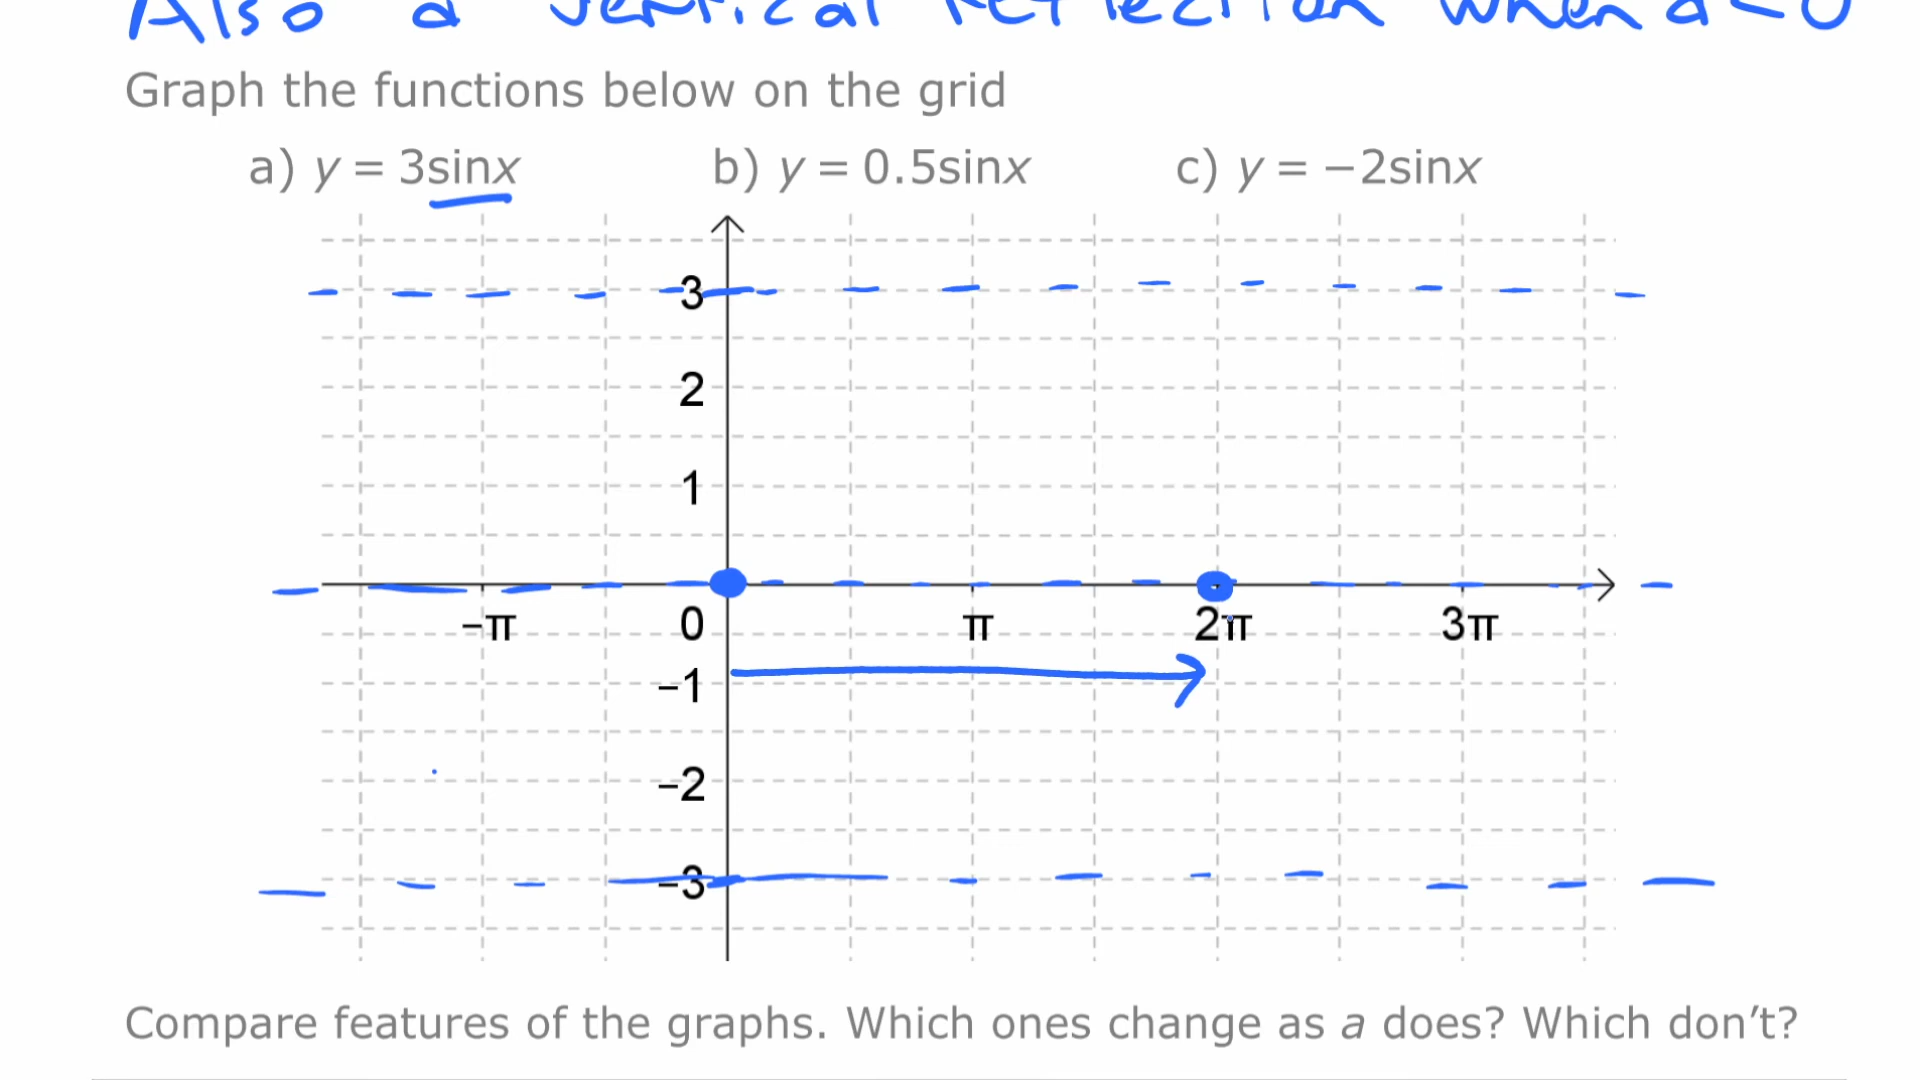 Also a vertical reflection when a<0
Graph the functions below on the grid
a) y = 3sinx b) y = 0.5sinx c) y = −2sinx
3
2
1
−π 0 π 2π 3π
−1
−2
−3
Compare features of the graphs. Which ones change as a does? Which don’t?